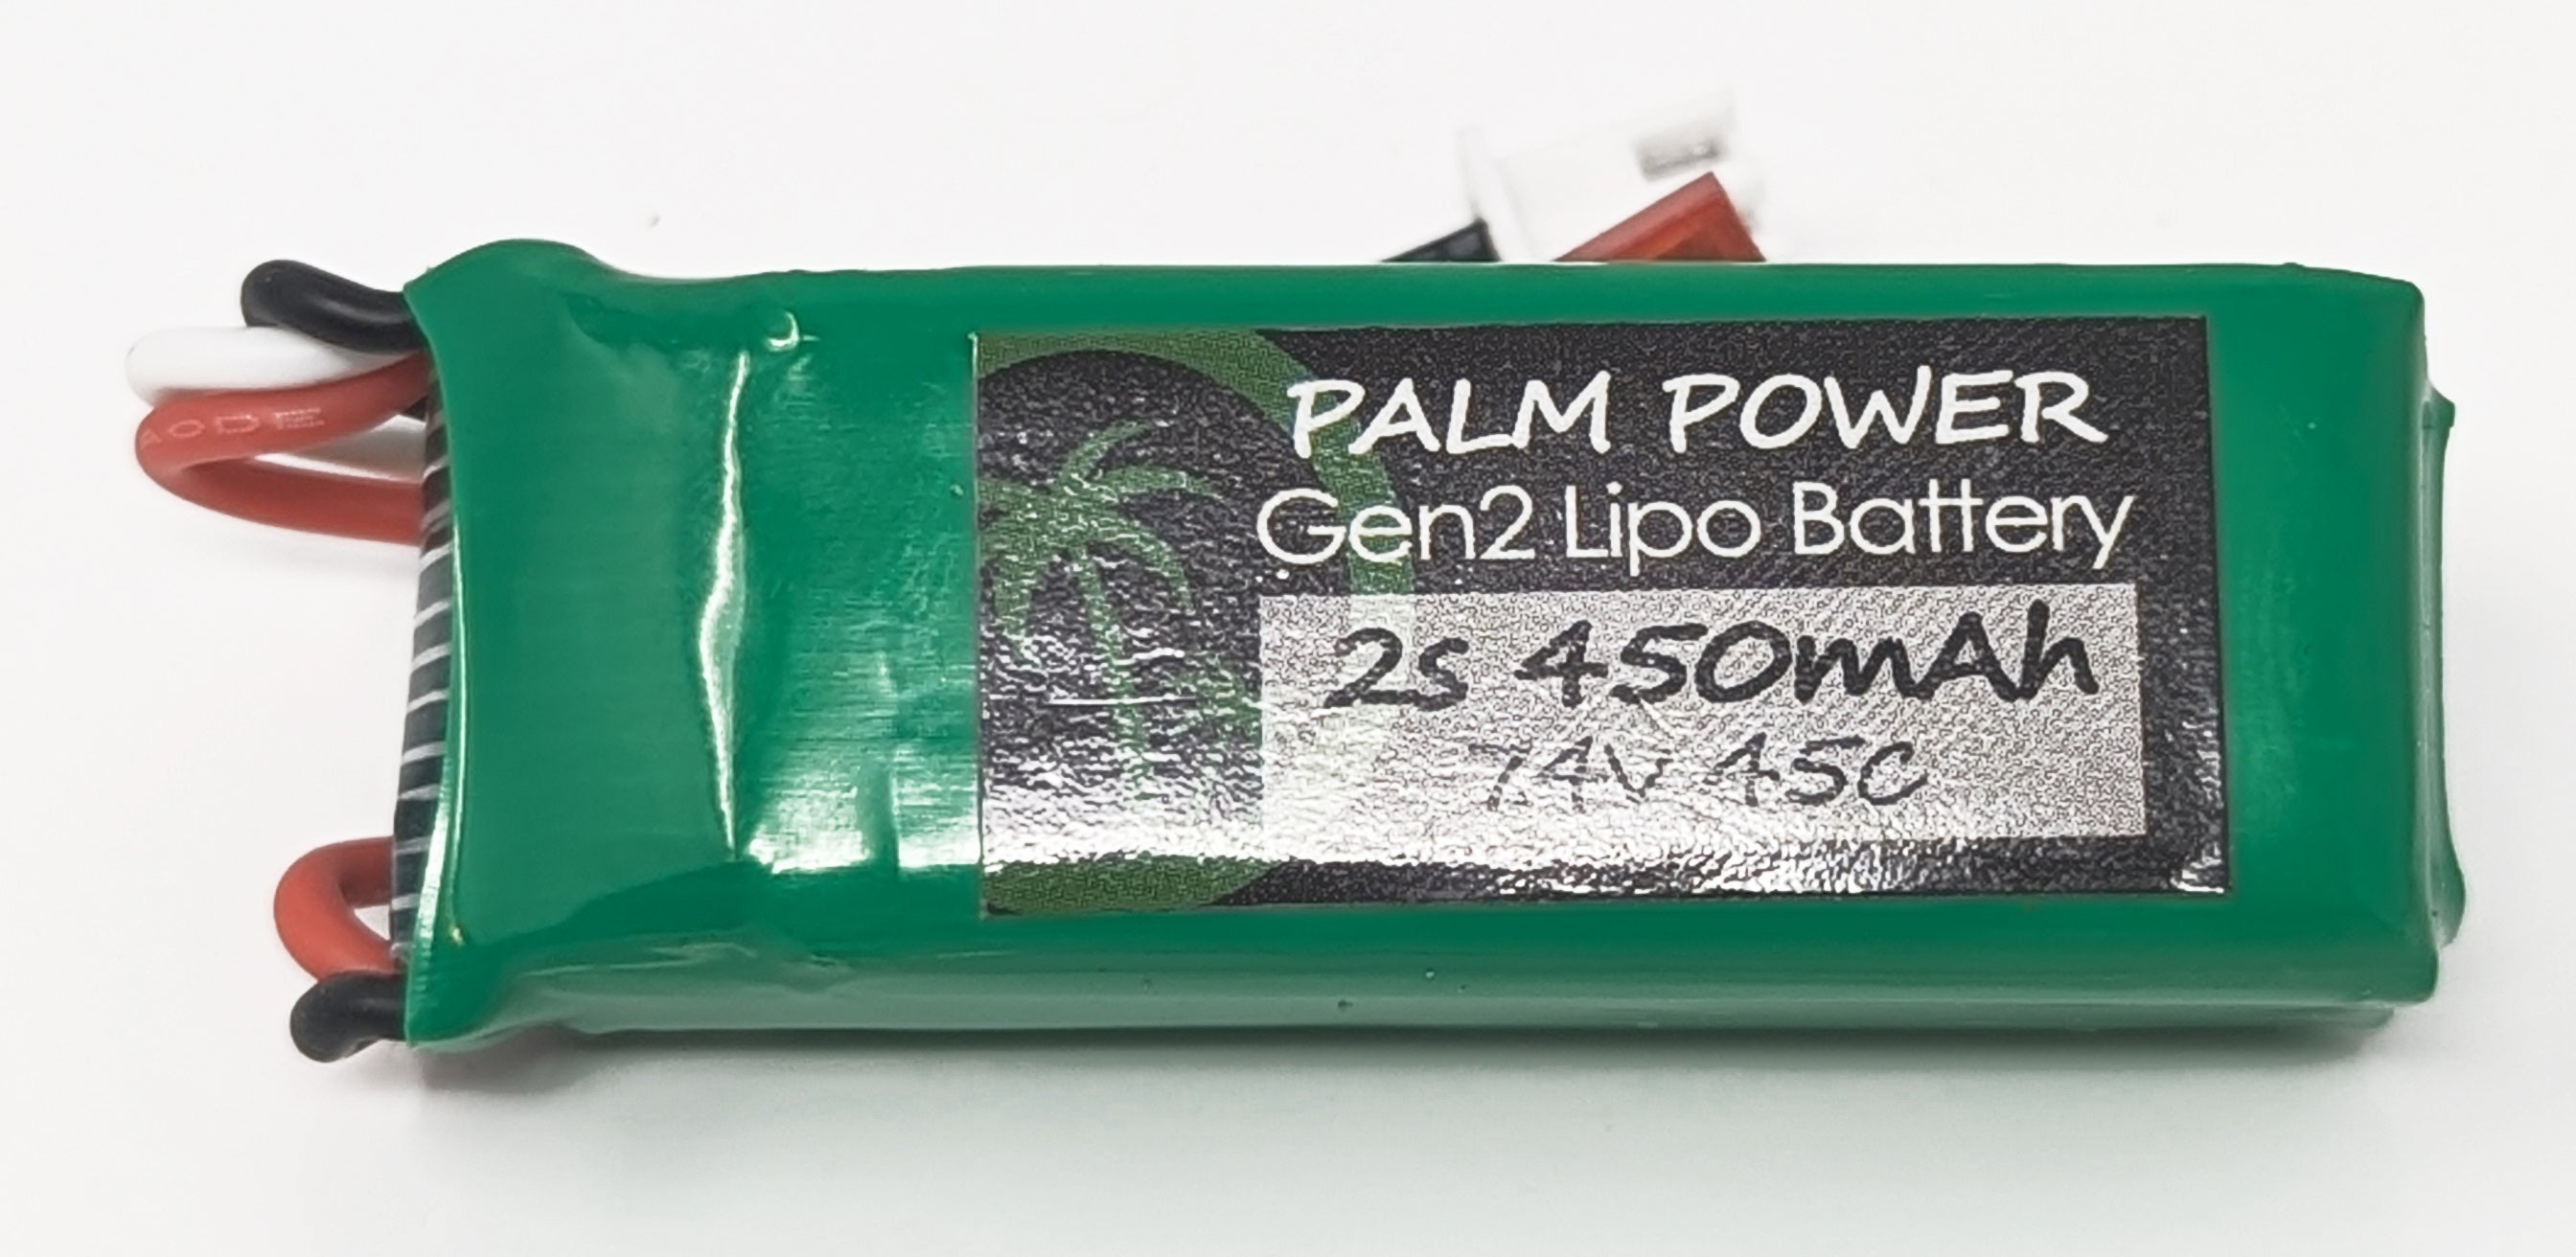 PALM POWER
Gen2 Lipo Battery
2s 450mAh
7.4V 45C